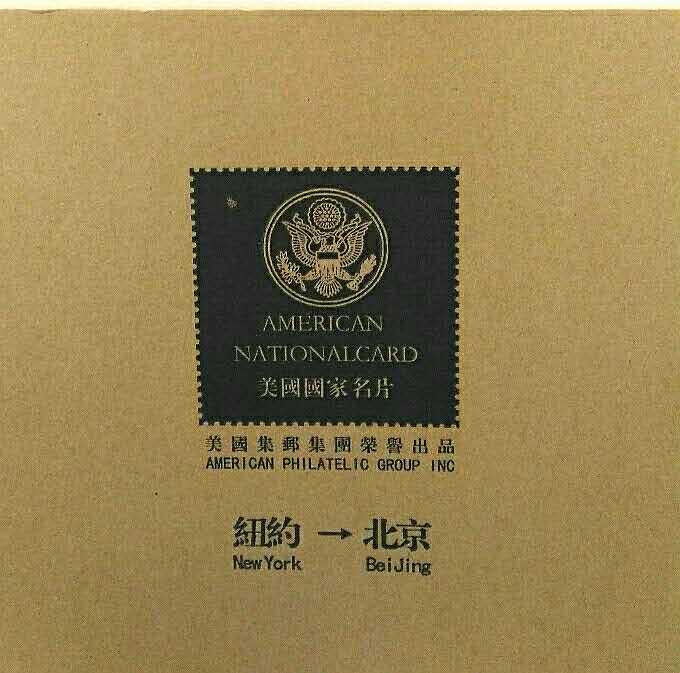 AMERICAN
NATIONALCARD
美國國家名片
美國集郵集團榮譽出品
AMERICAN PHILATELIC GROUP INC
紐約 → 北京
NewYork BeiJing